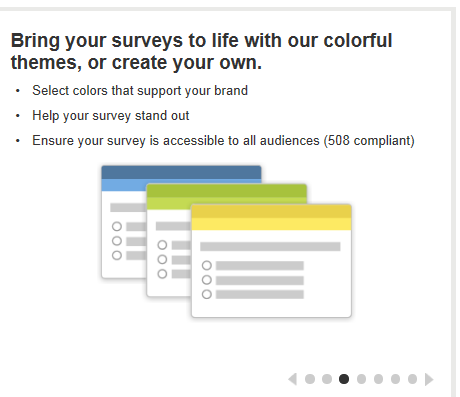 Bring your surveys to life with our colorful
themes, or create your own.
• Select colors that support your brand
• Help your survey stand out
• Ensure your survey is accessible to all audiences (508 compliant)